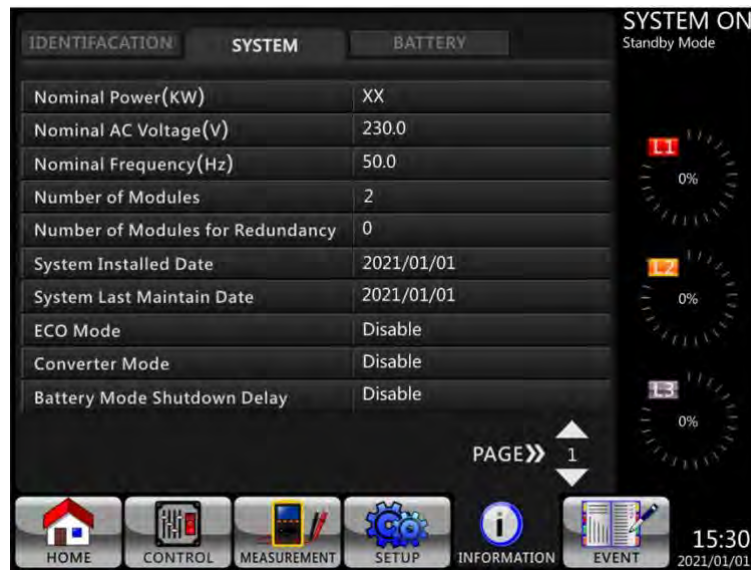 IDENTIFACATION SYSTEM BATTERY
SYSTEM ON
Standby Mode
Nominal Power(KW) XX
Nominal AC Voltage(V) 230.0
Nominal Frequency(Hz) 50.0
Number of Modules 2
Number of Modules for Redundancy 0
System Installed Date 2021/01/01
System Last Maintain Date 2021/01/01
ECO Mode Disable
Converter Mode Disable
Battery Mode Shutdown Delay Disable
PAGE» 1
L1
0%
L2
0%
L3
0%
HOME CONTROL MEASUREMENT SETUP INFORMATION EVENT
15:30
2021/01/01